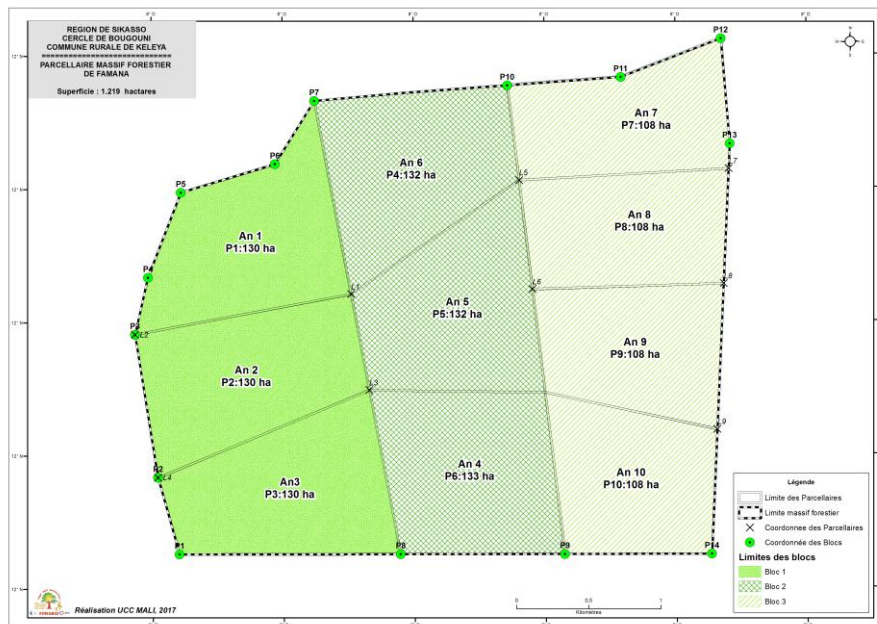 REGION DE SIKASSO
CERCLE DE BOUGOUNI
COMMUNE RURALE DE KELEYA
============================
PARCELLAIRE MASSIF FORESTIER
DE FAMANA
Superficie : 1.219 hactares
P12
P11
P10
P7
An 7
P7:108 ha
P13
An 6
P4:132 ha
P6
L5
L7
P5
An 8
P8:108 ha
An 1
P1:130 ha
P4
L1
L6
L8
An 5
P5:132 ha
P3
L2
An 9
P9:108 ha
An 2
P2:130 ha
L3
L9
An 4
P6:133 ha
An 10
P10:108 ha
P2
L4
An3
P3:130 ha
P1
P8
P9
P14
Légende
Limite des Parcellaires
Limite massif forestier
Coordonnee des Parcellaires
Coordonnée des Blocs
Limites des blocs
Bloc 1
Bloc 2
Bloc 3
0 0,5 1
Kilomètres
Réalisation UCC MALI, 2017